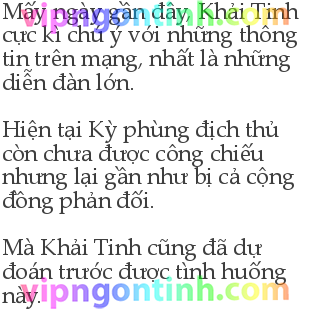 Mấy ngày gần đây, Khải Tinh
cực kì chú ý với những thông
tin trên mạng, nhất là những
diễn đàn lớn.
Hiện tại Kỳ phùng địch thủ
còn chưa được công chiếu
nhưng lại gần như bị cả cộng
đồng phản đối.
Mà Khải Tinh cũng đã dự
đoán trước được tình huống
này.
vipngontinh.com
vipngontinh.com